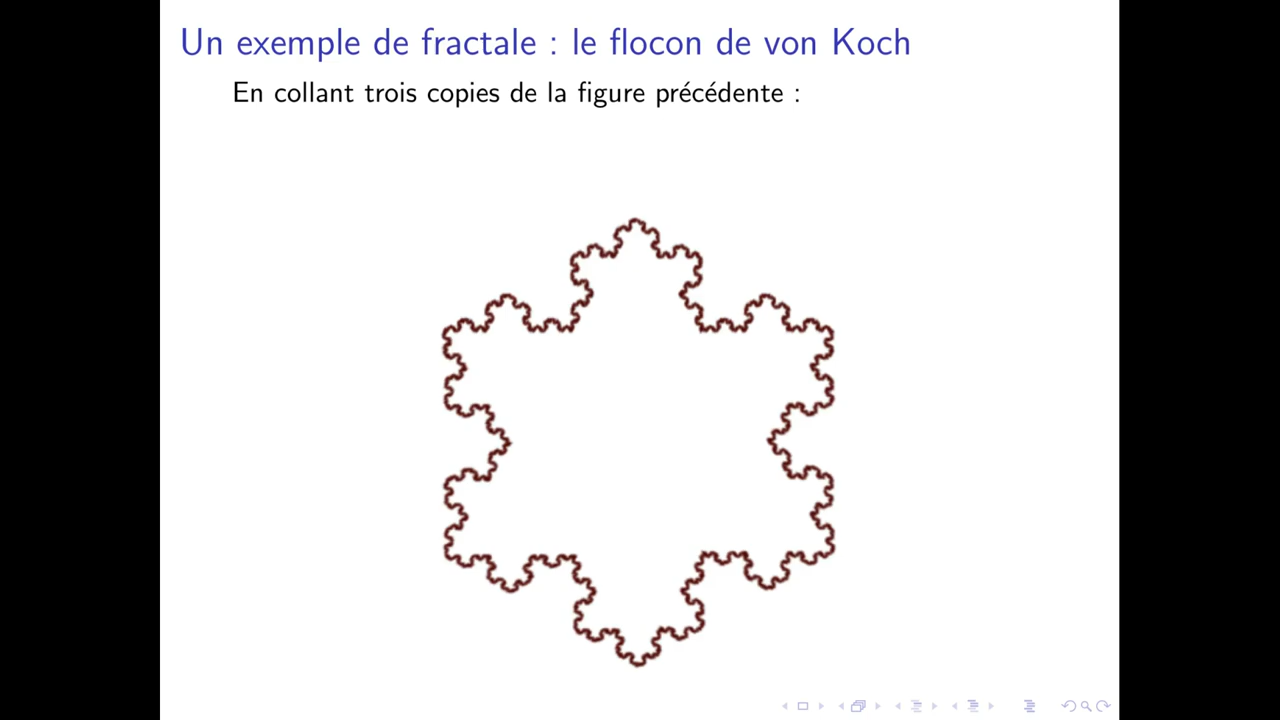 Un exemple de fractale : le flocon de von Koch
En collant trois copies de la figure précédente :